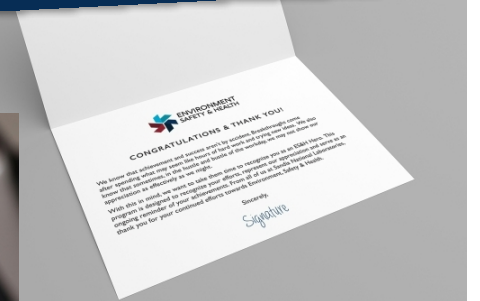 ENVIRONMENT
SAFETY & HEALTH
CONGRATULATIONS & THANK YOU!
We know that achievement and success aren't by accident. Breakthroughs come
after spending what may seem like hours of hard work and trying new ideas. We also
know that sometimes, in the hustle and bustle of the workday, we may not show our
appreciation as effectively as we might.
With this in mind, we want to take them time to recognize you as an ES&H Hero. This
program is designed to recognize your efforts, represent our appreciation and serve as an
ongoing reminder of your achievements From all of us at Sandia National Laboratories,
thank you for your continued efforts towards Environment, Safety & Health.
Sincerely,
Signature